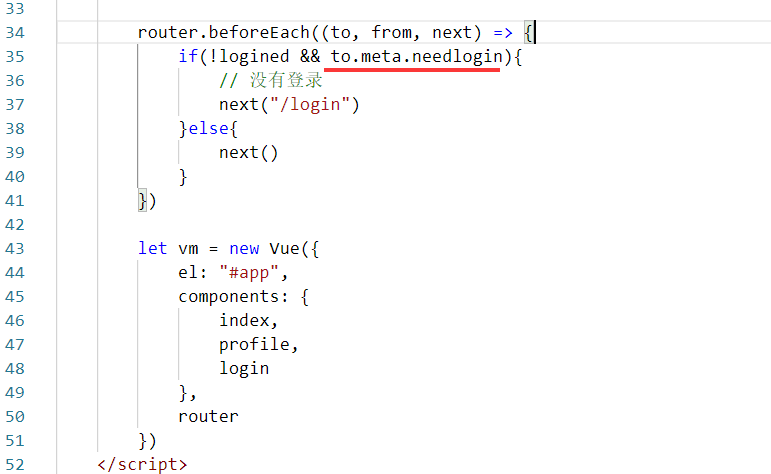 33
34 router.beforeEach((to, from, next) => {
35 if(!logined && to.meta.needlogin){
36 // 没有登录
37 next("/login")
38 }else{
39 next()
40 }
41 })
42
43 let vm = new Vue({
44 el: "#app",
45 components: {
46 index,
47 profile,
48 login
49 },
50 router
51 })
52 </script>